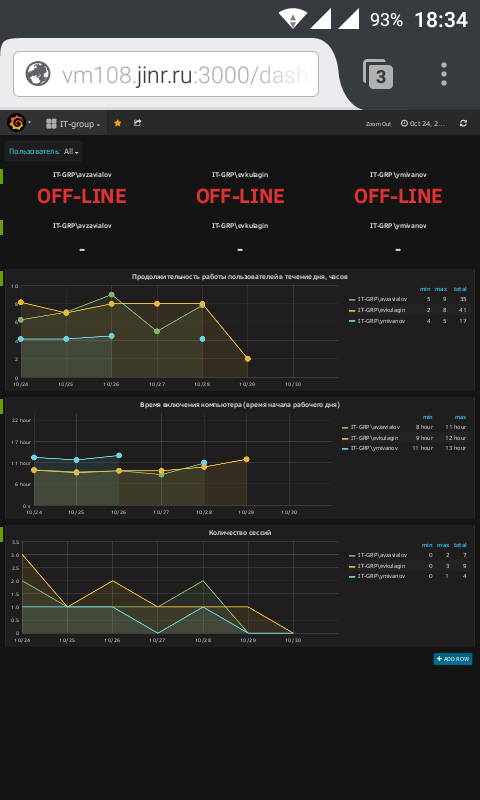 93% 18:34
vm108.jinr.ru:3000/dash
3
IT-group
Zoom Out Oct 24, 2...
Пользователь: All
IT-GRP\avzavialov IT-GRP\evkulagin IT-GRP\ymivanov
OFF-LINE OFF-LINE OFF-LINE
IT-GRP\avzavialov IT-GRP\evkulagin IT-GRP\ymivanov
- - -
Продолжительность работы пользователей в течение дня, часов
min max total
IT-GRP\avzavialov 5 9 35
IT-GRP\evkulagin 2 8 41
IT-GRP\ymivanov 4 5 17
10
8
6
4
2
0
10/24 10/25 10/26 10/27 10/28 10/29 10/30
Время включения компьютера (время начала рабочего дня)
min max
IT-GRP\avzavialov 8 hour 11 hour
IT-GRP\evkulagin 9 hour 12 hour
IT-GRP\ymivanov 11 hour 13 hour
22 hour
17 hour
11 hour
6 hour
0 s
10/24 10/25 10/26 10/27 10/28 10/29 10/30
Количество сессий
min max total
IT-GRP\avzavialov 0 2 7
IT-GRP\evkulagin 0 3 9
IT-GRP\ymivanov 0 1 4
3.5
3.0
2.5
2.0
1.5
1.0
0.5
0
10/24 10/25 10/26 10/27 10/28 10/29 10/30
+ ADD ROW